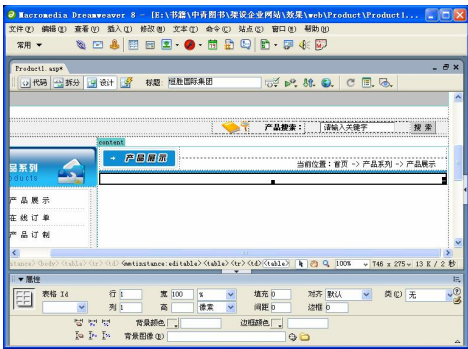 Macromedia Dreamweaver 8 - [E:\书籍\中青图书\架设企业网站\效果\web\Product\Product1...
文件(F) 编辑(E) 查看(V) 插入(I) 修改(M) 文本(T) 命令(C) 站点(S) 窗口(W) 帮助(H)
常用
Product1.aspx
代码 拆分 设计 标题: 恒胜国际集团
产品搜索: 请输入关键字 搜索
content
产品展示
当前位置:首页 -> 产品系列 -> 产品展示
品系列
oducts
产品展示
在线订单
产品订制
<mmtinstance:editable> <table> <tr> <td> <table> 100% 746 x 275 13 K / 2 秒
属性
表格 Id 行 1 宽 100 % 填充 0 对齐 默认 类(C) 无
列 1 高 像素 间距 0 边框 0
背景颜色 边框颜色
背景图像(B)